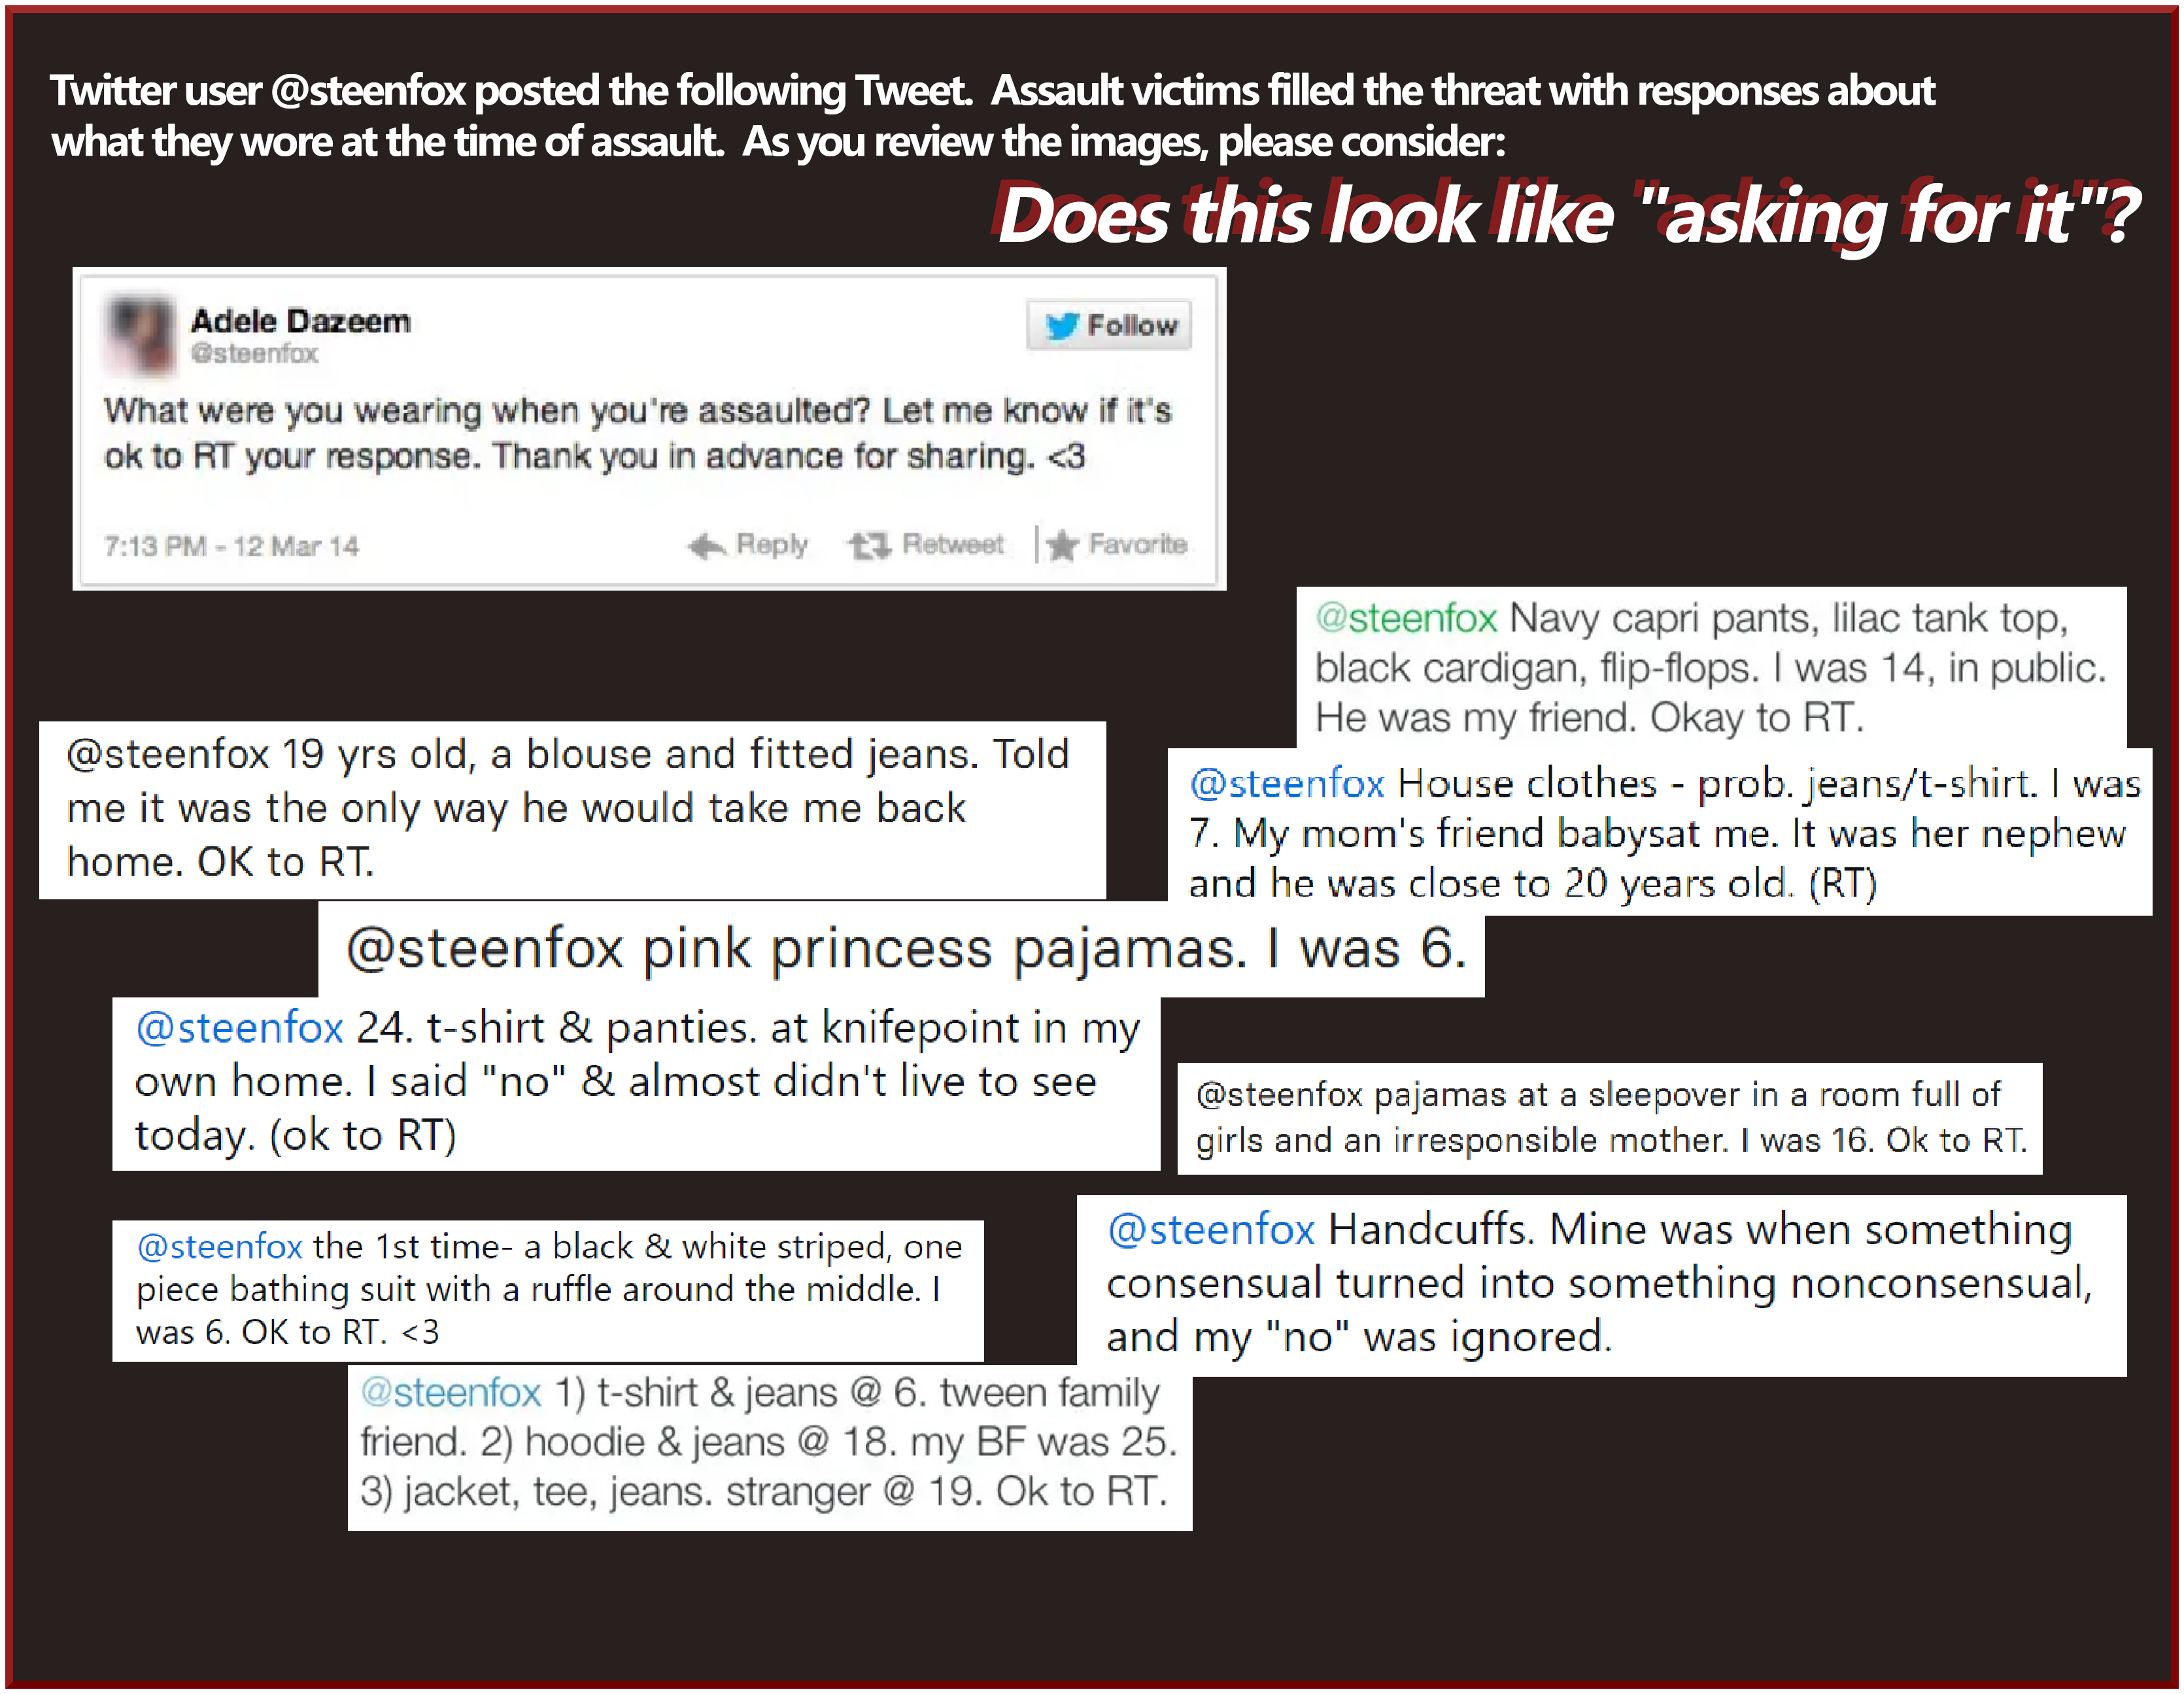 Twitter user @steenfox posted the following Tweet.  Assault victims filled the threat with responses about
what they wore at the time of assault.  As you review the images, please consider:
Does this look like "asking for it"?
Adele Dazeem
@steenfox
Follow
What were you wearing when you're assaulted? Let me know if it's
ok to RT your response. Thank you in advance for sharing. <3
7:13 PM - 12 Mar 14
Reply
Retweet
Favorite
@steenfox Navy capri pants, lilac tank top,
black cardigan, flip-flops. I was 14, in public.
He was my friend. Okay to RT.
@steenfox 19 yrs old, a blouse and fitted jeans. Told
me it was the only way he would take me back
home. OK to RT.
@steenfox House clothes - prob. jeans/t-shirt. I was
7. My mom's friend babysat me. It was her nephew
and he was close to 20 years old. (RT)
@steenfox pink princess pajamas. I was 6.
@steenfox 24. t-shirt & panties. at knifepoint in my
own home. I said "no" & almost didn't live to see
today. (ok to RT)
@steenfox pajamas at a sleepover in a room full of
girls and an irresponsible mother. I was 16. Ok to RT.
@steenfox the 1st time- a black & white striped, one
piece bathing suit with a ruffle around the middle. I
was 6. OK to RT. <3
@steenfox Handcuffs. Mine was when something
consensual turned into something nonconsensual,
and my "no" was ignored.
@steenfox 1) t-shirt & jeans @ 6. tween family
friend. 2) hoodie & jeans @ 18. my BF was 25.
3) jacket, tee, jeans. stranger @ 19. Ok to RT.